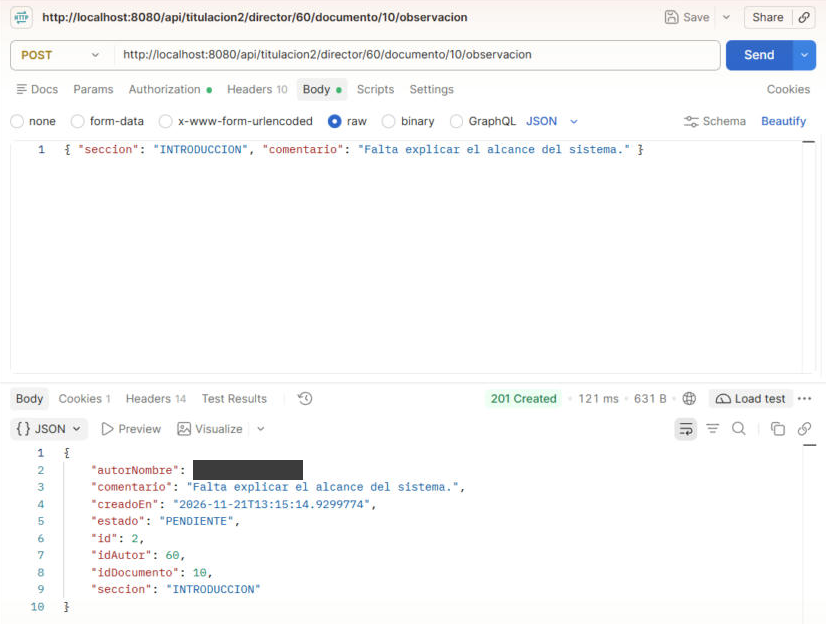 HTTP http://localhost:8080/api/titulacion2/director/60/documento/10/observacion Save Share
POST http://localhost:8080/api/titulacion2/director/60/documento/10/observacion Send
Docs Params Authorization Headers 10 Body Scripts Settings Cookies
none form-data x-www-form-urlencoded raw binary GraphQL JSON Schema Beautify
1 { "seccion": "INTRODUCCION", "comentario": "Falta explicar el alcance del sistema." }
Body Cookies 1 Headers 14 Test Results 201 Created 121 ms 631 B Load test
{} JSON Preview Visualize
1 {
2 "autorNombre":
3 "comentario": "Falta explicar el alcance del sistema.",
4 "creadoEn": "2026-11-21T13:15:14.9299774",
5 "estado": "PENDIENTE",
6 "id": 2,
7 "idAutor": 60,
8 "idDocumento": 10,
9 "seccion": "INTRODUCCION"
10 }